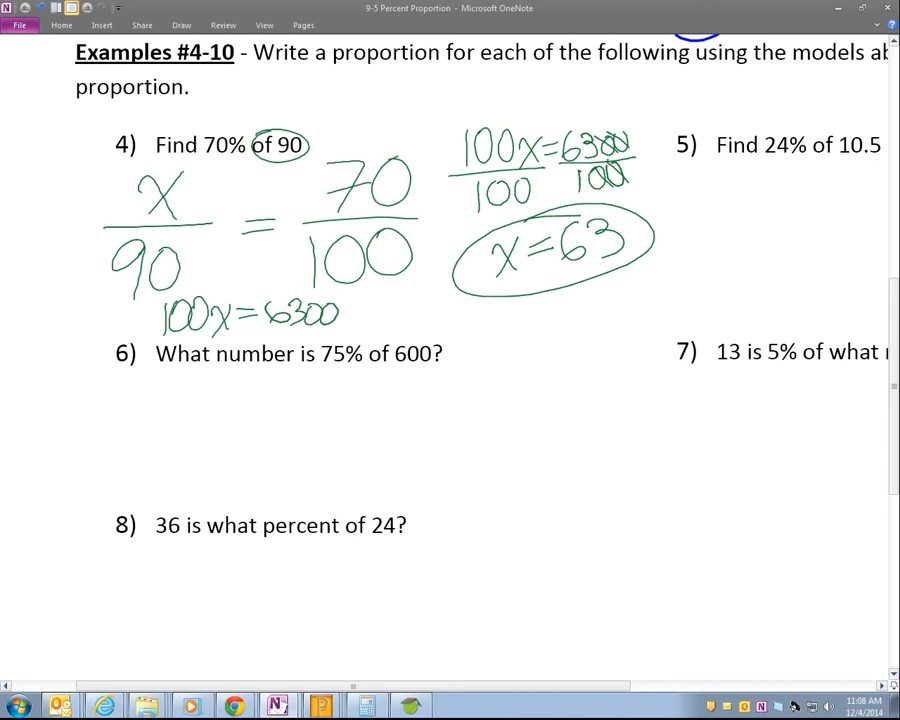 9-5 Percent Proportion - Microsoft OneNote
File Home Insert Share Draw Review View Pages
Examples #4-10 - Write a proportion for each of the following using the models ab
proportion.
4) Find 70% of 90
x/90 = 70/100
100x = 6300
100x/100 = 6300/100
x = 63
5) Find 24% of 10.5
6) What number is 75% of 600?
7) 13 is 5% of what
8) 36 is what percent of 24?
11:08 AM
12/4/2014